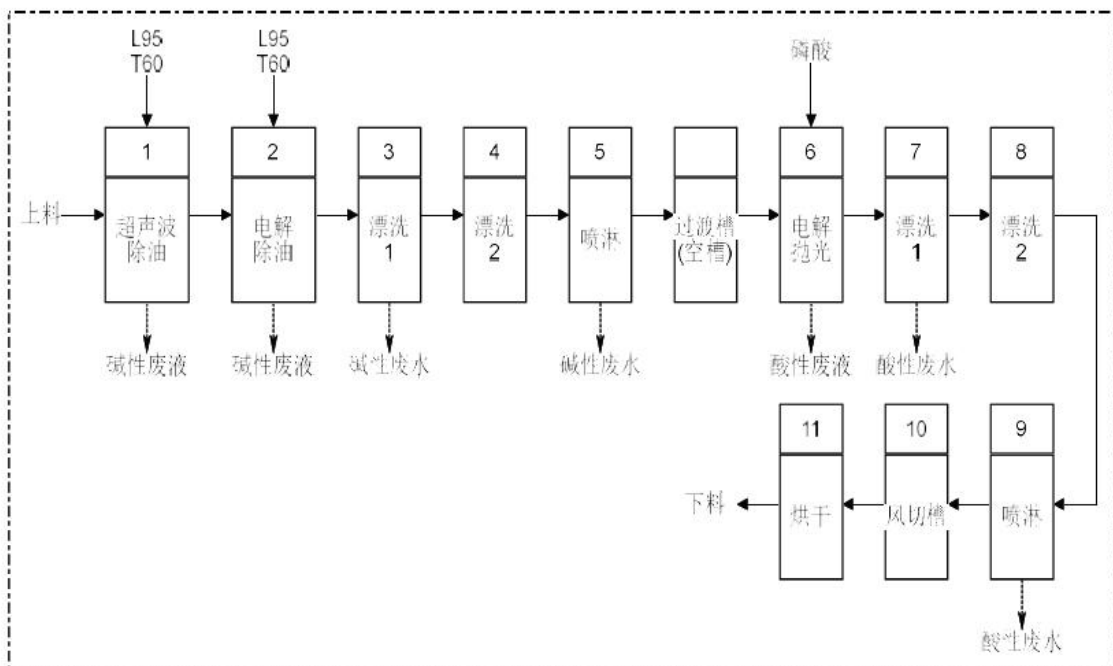 L95
T60
L95
T60
磷酸
1
2
3
4
5
6
7
8
上料
超声波
除油
电解
除油
漂洗
1
漂洗
2
喷淋
过渡槽
(空槽)
电解
抛光
漂洗
1
漂洗
2
碱性废液
碱性废液
碱性废水
碱性废水
酸性废液
酸性废水
11
10
9
下料
烘干
风切槽
喷淋
酸性废水